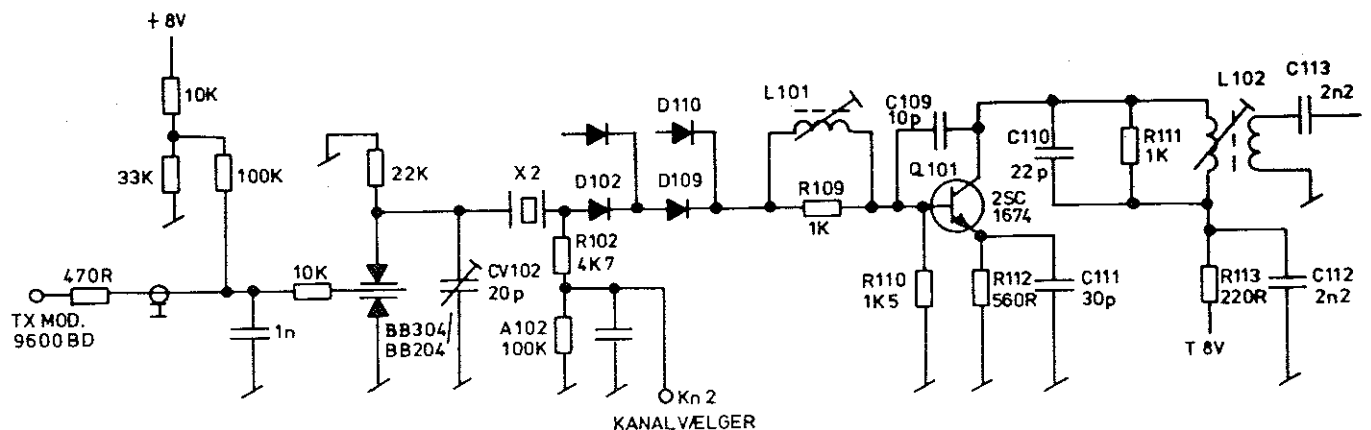 + 8V
10K
33K
100K
22K
470R
TX MOD.
9600 BD
1n
10K
BB304/
BB204
CV102
20p
X 2
R102
4K7
A102
100K
Kn 2
KANALVÆLGER
D102
D110
D109
L101
R109
1K
C109
10p
Q101
2SC
1674
R110
1K5
R112
560R
C111
30p
C110
22p
R111
1K
L102
C113
2n2
R113
220R
C112
2n2
T 8V